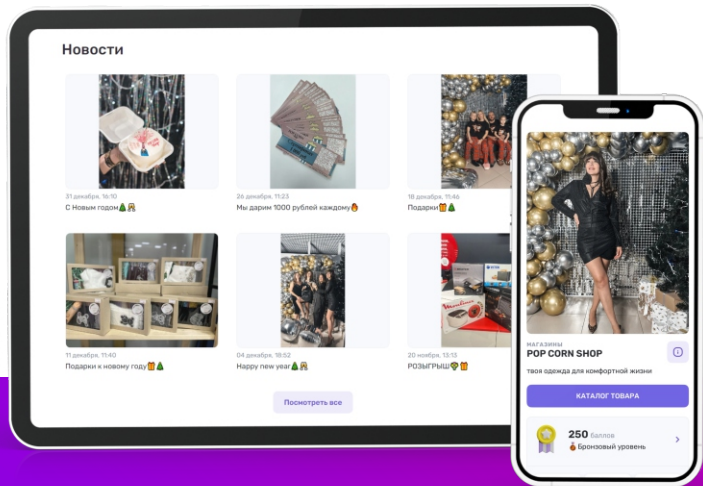 Новости
31 декабря, 16:10
С Новым годом🎄🎅
26 декабря, 11:23
Мы дарим 1000 рублей каждому🔥
18 декабря, 11:46
Подарки🎁🎄
11 декабря, 11:40
Подарки к новому году🎁🎄
04 декабря, 18:52
Happy new year🎄🎅
20 ноября, 13:13
РОЗЫГРЫШ💐🎁
Посмотреть все
МАГАЗИНЫ
POP CORN SHOP
твоя одежда для комфортной жизни
КАТАЛОГ ТОВАРА
250 баллов
Бронзовый уровень